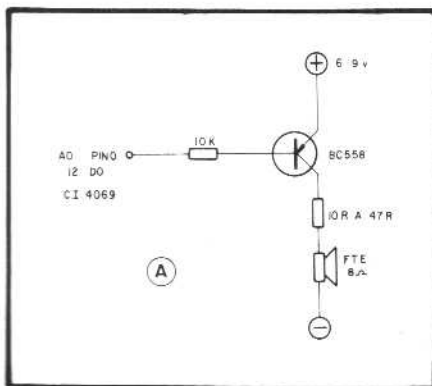 ⊕ 6 9 v
10K
AO PINO
12 DO
CI 4069
BC558
10R A 47R
FTE
8Ω
A
⊖